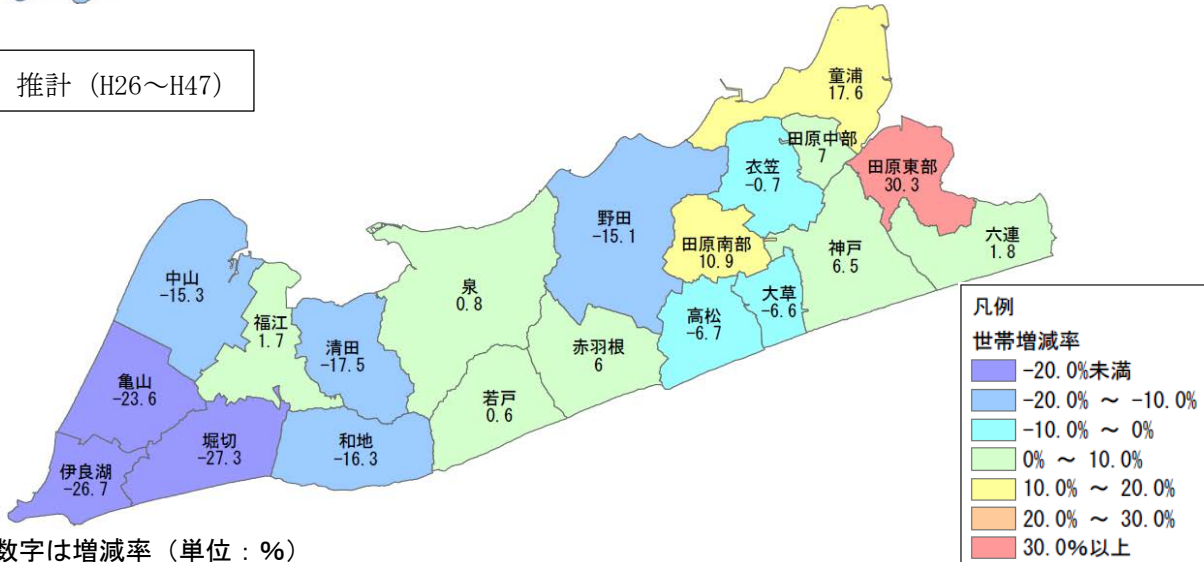 推計（H26～H47）
童浦
17.6
田原中部
7
衣笠
-0.7
田原東部
30.3
野田
-15.1
田原南部
10.9
神戸
6.5
六連
1.8
中山
-15.3
泉
0.8
大草
-6.6
高松
-6.7
福江
1.7
清田
-17.5
赤羽根
6
亀山
-23.6
若戸
0.6
堀切
-27.3
和地
-16.3
伊良湖
-26.7
凡例
世帯増減率
-20.0%未満
-20.0% ～ -10.0%
-10.0% ～ 0%
0% ～ 10.0%
10.0% ～ 20.0%
20.0% ～ 30.0%
30.0%以上
数字は増減率（単位：%）